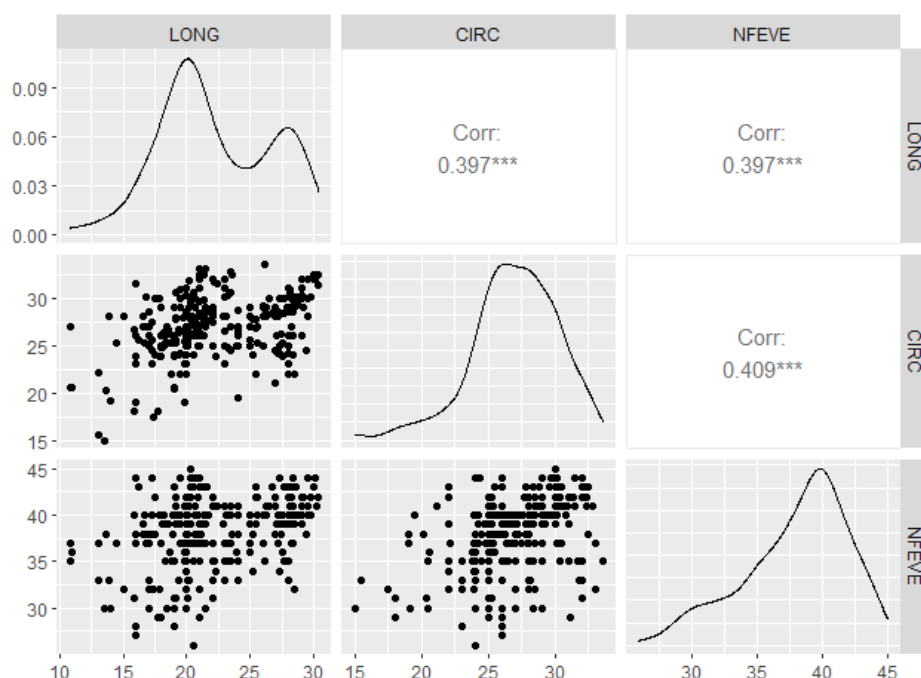 LONG CIRC NFEVE
0.09
0.06
0.03
0.00
Corr:
0.397***
Corr:
0.397***
LONG
30
25
20
15
Corr:
0.409***
CIRC
45
40
35
30
NFEVE
10 15 20 25 30 15 20 25 30 30 35 40 45